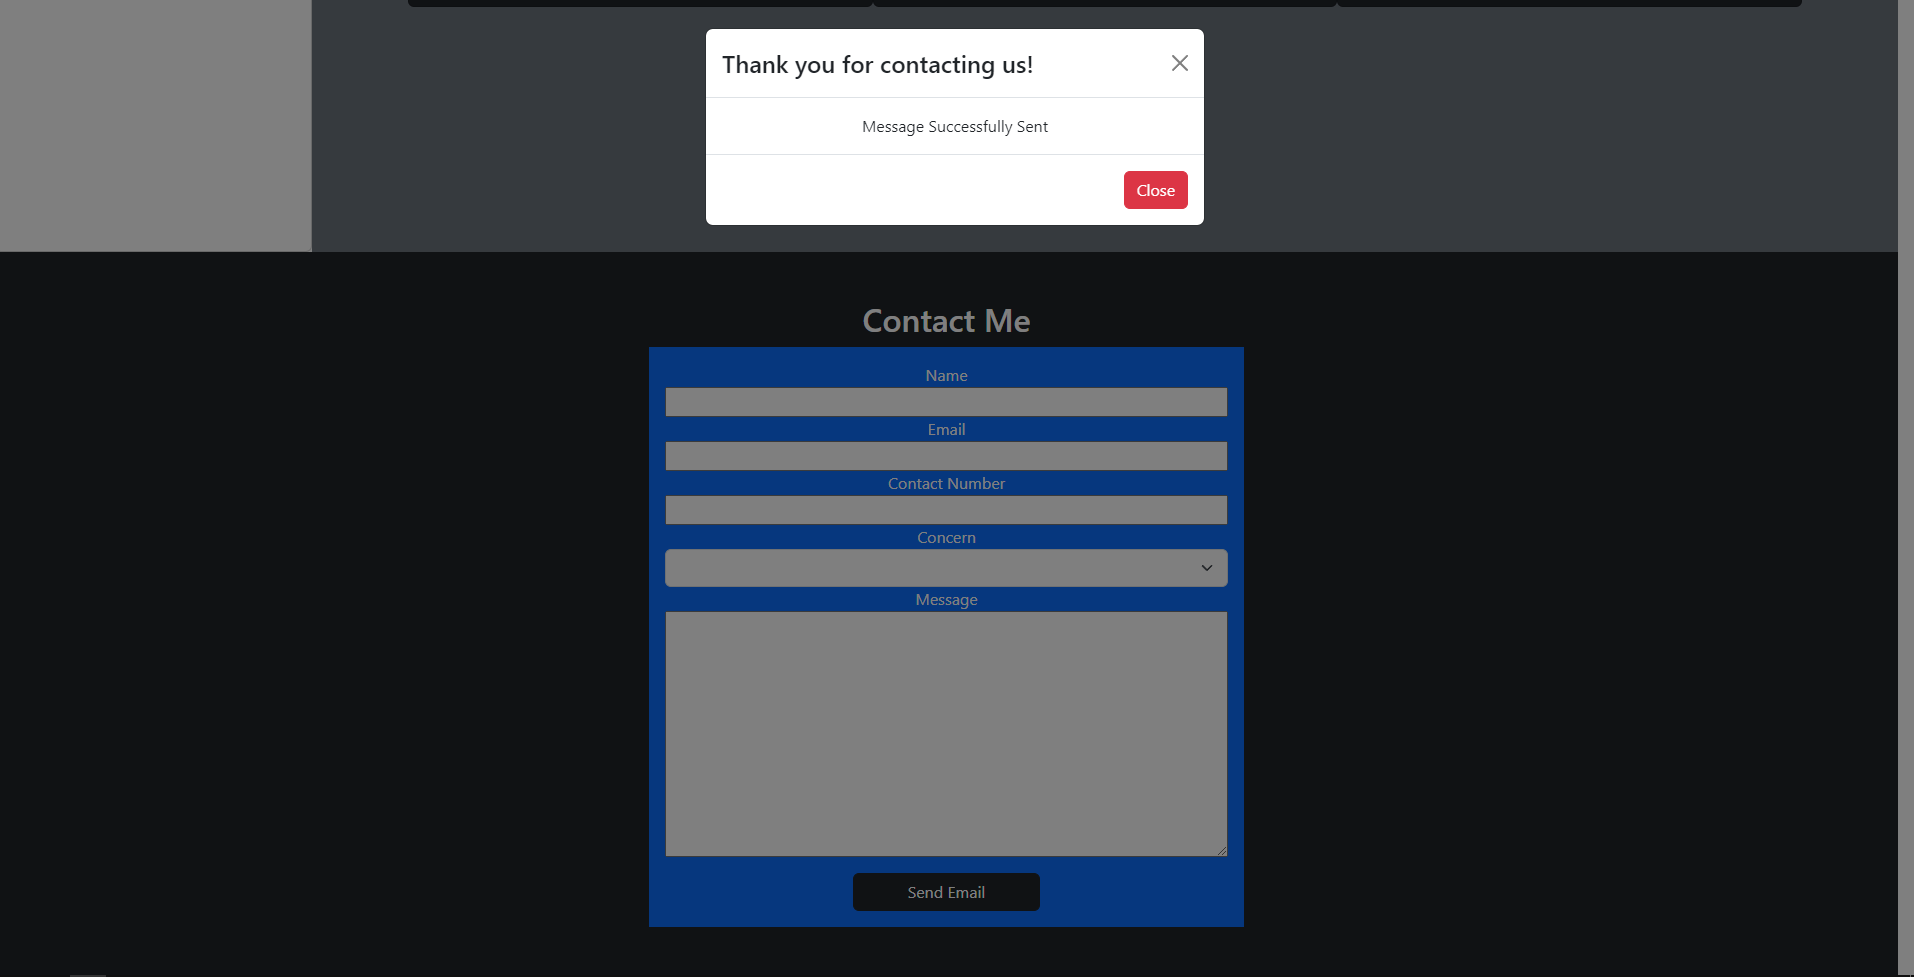 Thank you for contacting us!
Message Successfully Sent
Close
Contact Me
Name
Email
Contact Number
Concern
Message
Send Email